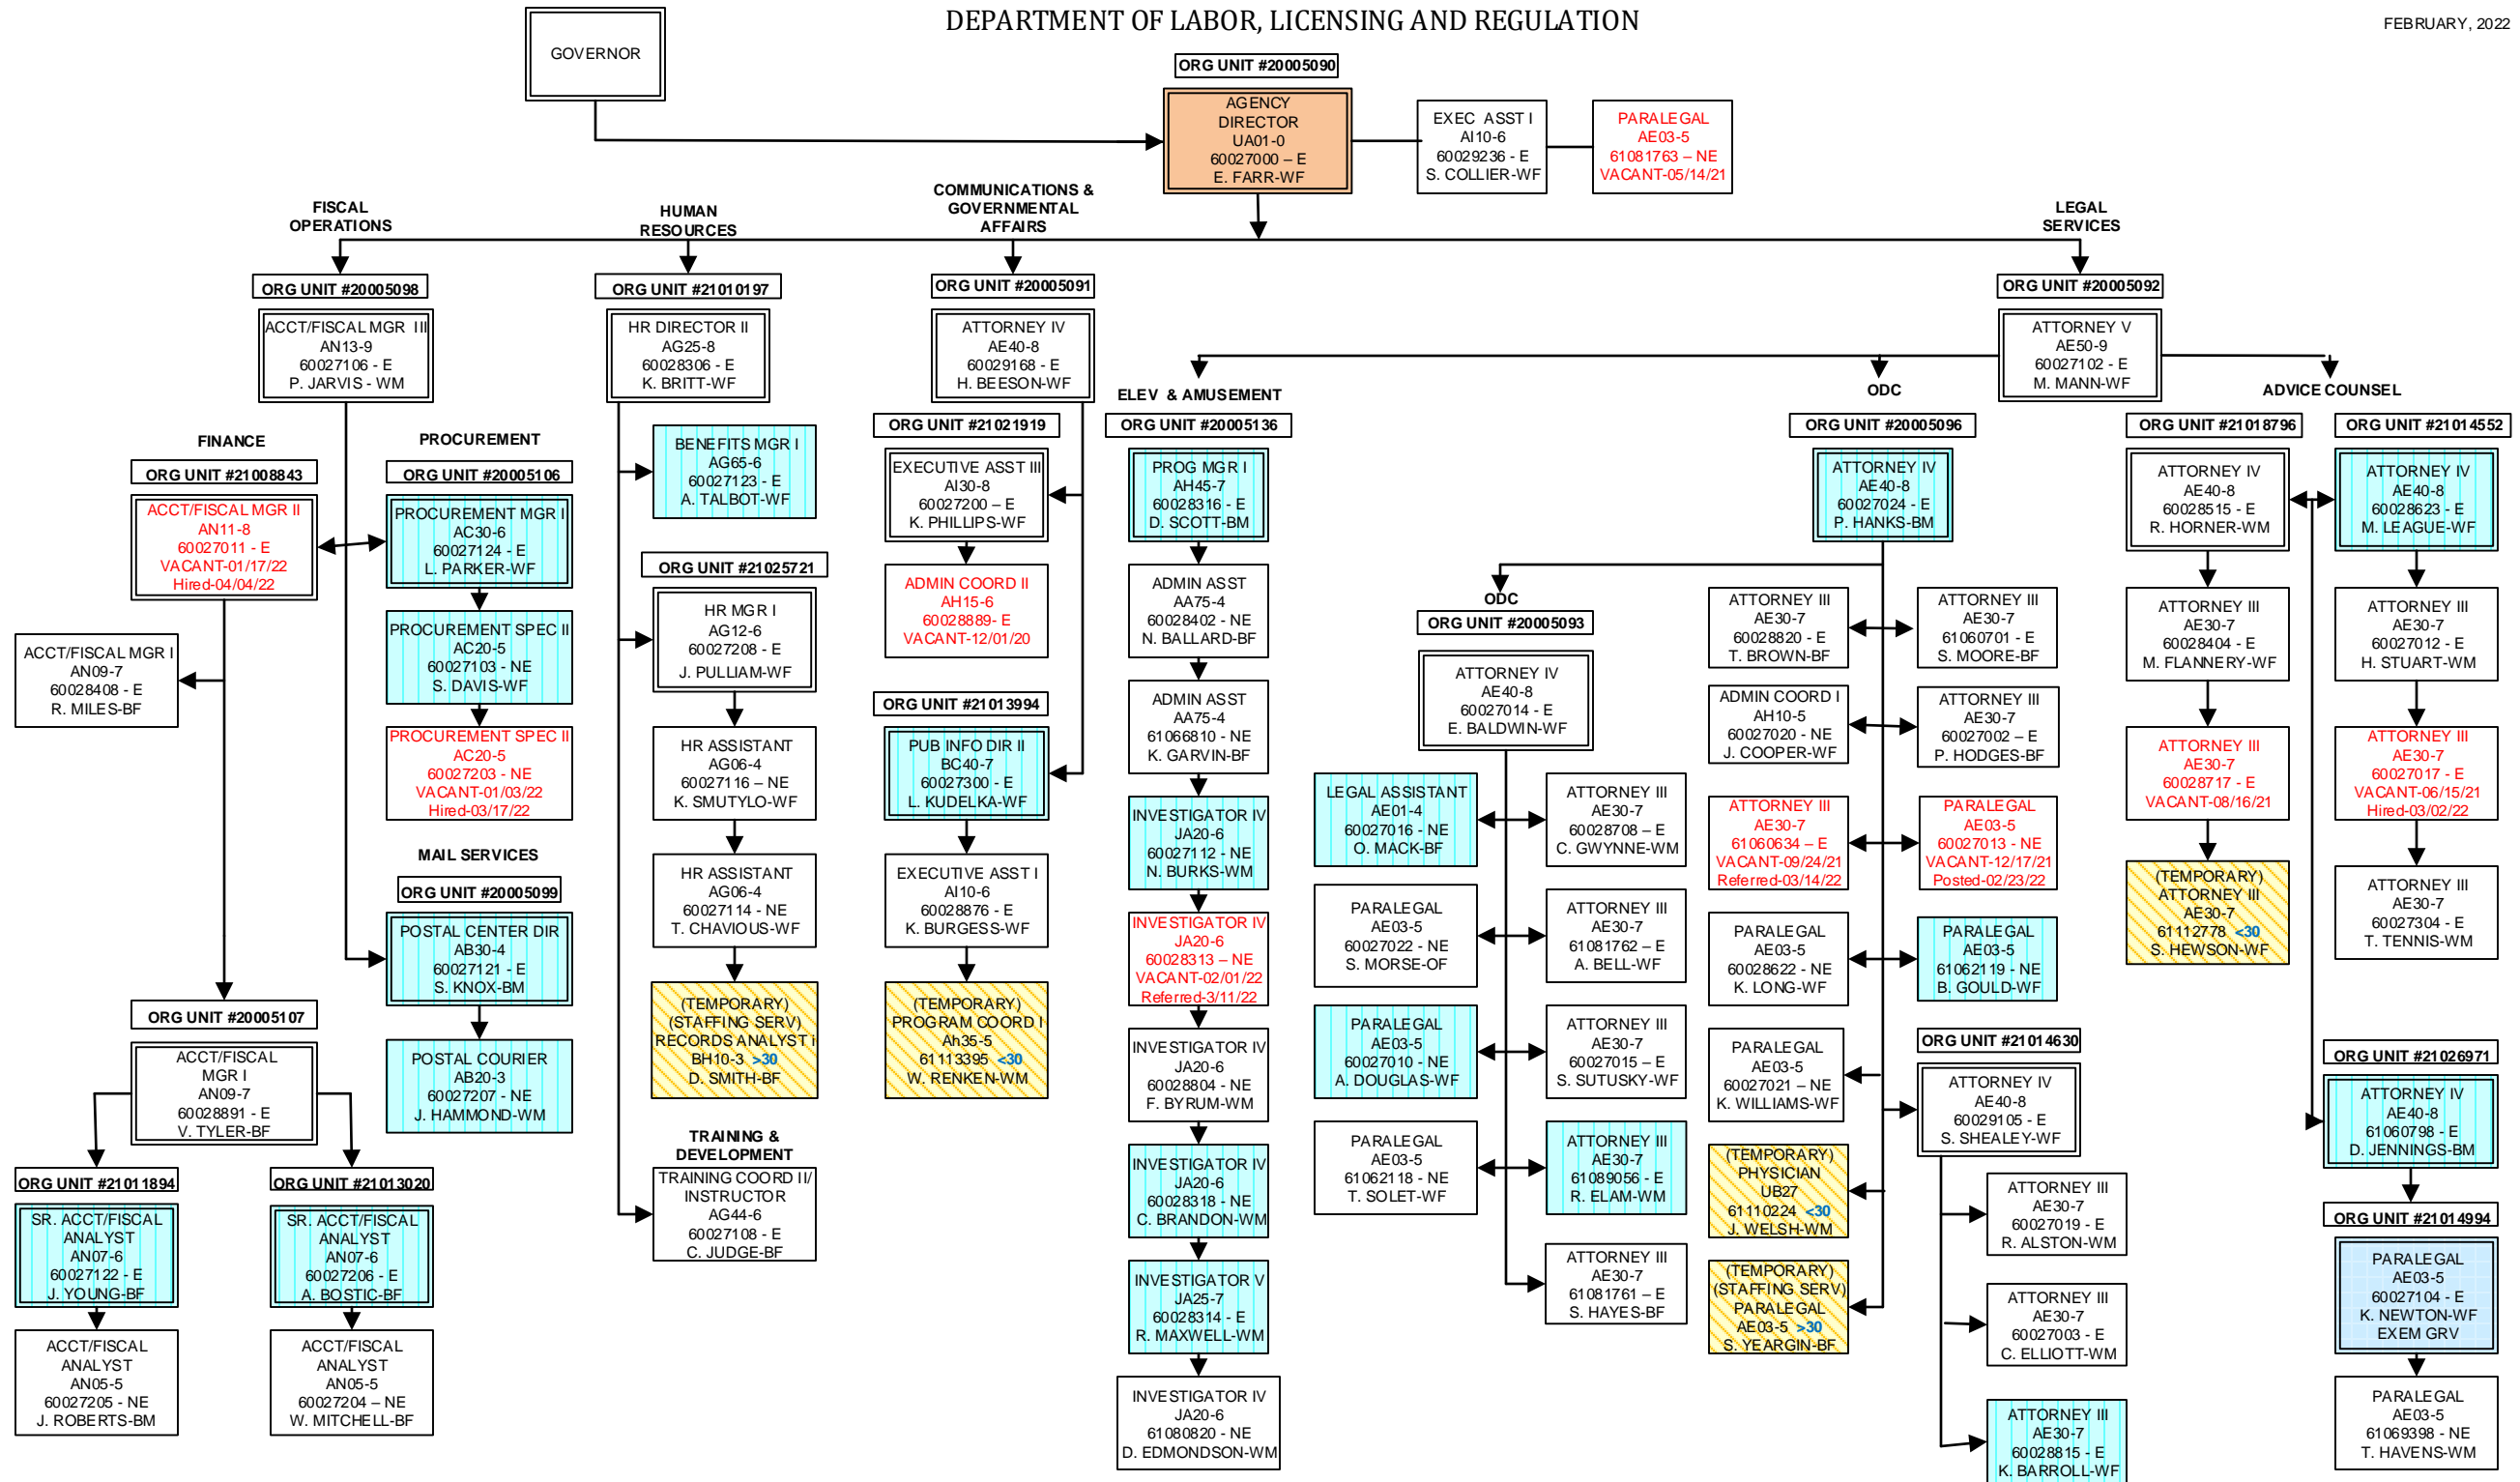 DEPARTMENT OF LABOR, LICENSING AND REGULATION
FEBRUARY, 2022
GOVERNOR
ORG UNIT #20005090
AGENCY
DIRECTOR
UA01-0
60027000 – E
E. FARR-WF
EXEC ASST I
AI10-6
60029236 - E
S. COLLIER-WF
PARALEGAL
AE03-5
61081763 – NE
VACANT-05/14/21
FISCAL
OPERATIONS
HUMAN
RESOURCES
COMMUNICATIONS &
GOVERNMENTAL
AFFAIRS
LEGAL
SERVICES
ORG UNIT #20005098
ACCT/FISCAL MGR III
AN13-9
60027106 - E
P. JARVIS - WM
FINANCE
ORG UNIT #21008843
ACCT/FISCAL MGR II
AN11-8
60027011 - E
VACANT-01/17/22
Hired-04/04/22
ACCT/FISCAL MGR I
AN09-7
60028408 - E
R. MILES-BF
ORG UNIT #20005107
ACCT/FISCAL
MGR I
AN09-7
60028891 - E
V. TYLER-BF
ORG UNIT #21011894
SR. ACCT/FISCAL
ANALYST
AN07-6
60027122 - E
J. YOUNG-BF
ACCT/FISCAL
ANALYST
AN05-5
60027205 - NE
J. ROBERTS-BM
ORG UNIT #21013020
SR. ACCT/FISCAL
ANALYST
AN07-6
60027206 - E
A. BOSTIC-BF
ACCT/FISCAL
ANALYST
AN05-5
60027204 – NE
W. MITCHELL-BF
PROCUREMENT
ORG UNIT #20005106
PROCUREMENT MGR I
AC30-6
60027124 - E
L. PARKER-WF
PROCUREMENT SPEC II
AC20-5
60027103 - NE
S. DAVIS-WF
PROCUREMENT SPEC II
AC20-5
60027203 - NE
VACANT-01/03/22
Hired-03/17/22
MAIL SERVICES
ORG UNIT #20005099
POSTAL CENTER DIR
AB30-4
60027121 - E
S. KNOX-BM
POSTAL COURIER
AB20-3
60027207 - NE
J. HAMMOND-WM
ORG UNIT #21010197
HR DIRECTOR II
AG25-8
60028306 - E
K. BRITT-WF
BENEFITS MGR I
AG65-6
60027123 - E
A. TALBOT-WF
ORG UNIT #21025721
HR MGR I
AG12-6
60027208 - E
J. PULLIAM-WF
HR ASSISTANT
AG06-4
60027116 – NE
K. SMUTYLO-WF
HR ASSISTANT
AG06-4
60027114 - NE
T. CHAVIOUS-WF
(TEMPORARY)
(STAFFING SERV)
RECORDS ANALYST i
BH10-3 >30
D. SMITH-BF
TRAINING &
DEVELOPMENT
TRAINING COORD II/
INSTRUCTOR
AG44-6
60027108 - E
C. JUDGE-BF
ORG UNIT #20005091
ATTORNEY IV
AE40-8
60029168 - E
H. BEESON-WF
ORG UNIT #21021919
EXECUTIVE ASST III
AI30-8
60027200 – E
K. PHILLIPS-WF
ADMIN COORD II
AH15-6
60028889- E
VACANT-12/01/20
ORG UNIT #21013994
PUB INFO DIR II
BC40-7
60027300 - E
L. KUDELKA-WF
EXECUTIVE ASST I
AI10-6
60028876 - E
K. BURGESS-WF
(TEMPORARY)
PROGRAM COORD I
Ah35-5
61113395 <30
W. RENKEN-WM
ORG UNIT #20005092
ATTORNEY V
AE50-9
60027102 - E
M. MANN-WF
ELEV & AMUSEMENT
ORG UNIT #20005136
PROG MGR I
AH45-7
60028316 - E
D. SCOTT-BM
ADMIN ASST
AA75-4
60028402 - NE
N. BALLARD-BF
ADMIN ASST
AA75-4
61066810 - NE
K. GARVIN-BF
INVESTIGATOR IV
JA20-6
60027112 - NE
N. BURKS-WM
INVESTIGATOR IV
JA20-6
60028313 – NE
VACANT-02/01/22
Referred-3/11/22
INVESTIGATOR IV
JA20-6
60028804 - NE
F. BYRUM-WM
INVESTIGATOR IV
JA20-6
60028318 - NE
C. BRANDON-WM
INVESTIGATOR V
JA25-7
60028314 - E
R. MAXWELL-WM
INVESTIGATOR IV
JA20-6
61080820 - NE
D. EDMONDSON-WM
ODC
ORG UNIT #20005096
ATTORNEY IV
AE40-8
60027024 - E
P. HANKS-BM
ODC
ORG UNIT #20005093
ATTORNEY IV
AE40-8
60027014 - E
E. BALDWIN-WF
LEGAL ASSISTANT
AE01-4
60027016 - NE
O. MACK-BF
ATTORNEY III
AE30-7
60028708 – E
C. GWYNNE-WM
PARALEGAL
AE03-5
60027022 - NE
S. MORSE-OF
ATTORNEY III
AE30-7
61081762 – E
A. BELL-WF
PARALEGAL
AE03-5
60027010 - NE
A. DOUGLAS-WF
ATTORNEY III
AE30-7
60027015 - E
S. SUTUSKY-WF
PARALEGAL
AE03-5
61062118 - NE
T. SOLET-WF
ATTORNEY III
AE30-7
61089056 - E
R. ELAM-WM
ATTORNEY III
AE30-7
61081761 – E
S. HAYES-BF
ATTORNEY III
AE30-7
60028820 - E
T. BROWN-BF
ATTORNEY III
AE30-7
61060701 - E
S. MOORE-BF
ADMIN COORD I
AH10-5
60027020 - NE
J. COOPER-WF
ATTORNEY III
AE30-7
60027002 – E
P. HODGES-BF
ATTORNEY III
AE30-7
61060634 – E
VACANT-09/24/21
Referred-03/14/22
PARALEGAL
AE03-5
60027013 - NE
VACANT-12/17/21
Posted-02/23/22
PARALEGAL
AE03-5
60028622 - NE
K. LONG-WF
PARALEGAL
AE03-5
61062119 - NE
B. GOULD-WF
PARALEGAL
AE03-5
60027021 – NE
K. WILLIAMS-WF
(TEMPORARY)
PHYSICIAN
UB27
61110224 <30
J. WELSH-WM
(TEMPORARY)
(STAFFING SERV)
PARALEGAL
AE03-5 >30
S. YEARGIN-BF
ORG UNIT #21014630
ATTORNEY IV
AE40-8
60029105 - E
S. SHEALEY-WF
ATTORNEY III
AE30-7
60027019 - E
R. ALSTON-WM
ATTORNEY III
AE30-7
60027003 - E
C. ELLIOTT-WM
ATTORNEY III
AE30-7
60028815 - E
K. BARROLL-WF
ADVICE COUNSEL
ORG UNIT #21018796
ATTORNEY IV
AE40-8
60028515 - E
R. HORNER-WM
ATTORNEY III
AE30-7
60028404 - E
M. FLANNERY-WF
ATTORNEY III
AE30-7
60028717 - E
VACANT-08/16/21
(TEMPORARY)
ATTORNEY III
AE30-7
61112778 <30
S. HEWSON-WF
ORG UNIT #21014552
ATTORNEY IV
AE40-8
60028623 - E
M. LEAGUE-WF
ATTORNEY III
AE30-7
60027012 - E
H. STUART-WM
ATTORNEY III
AE30-7
60027017 - E
VACANT-06/15/21
Hired-03/02/22
ATTORNEY III
AE30-7
60027304 – E
T. TENNIS-WM
ORG UNIT #21026971
ATTORNEY IV
AE40-8
61060798 - E
D. JENNINGS-BM
ORG UNIT #21014994
PARALEGAL
AE03-5
60027104 - E
K. NEWTON-WF
EXEM GRV
PARALEGAL
AE03-5
61069398 - NE
T. HAVENS-WM